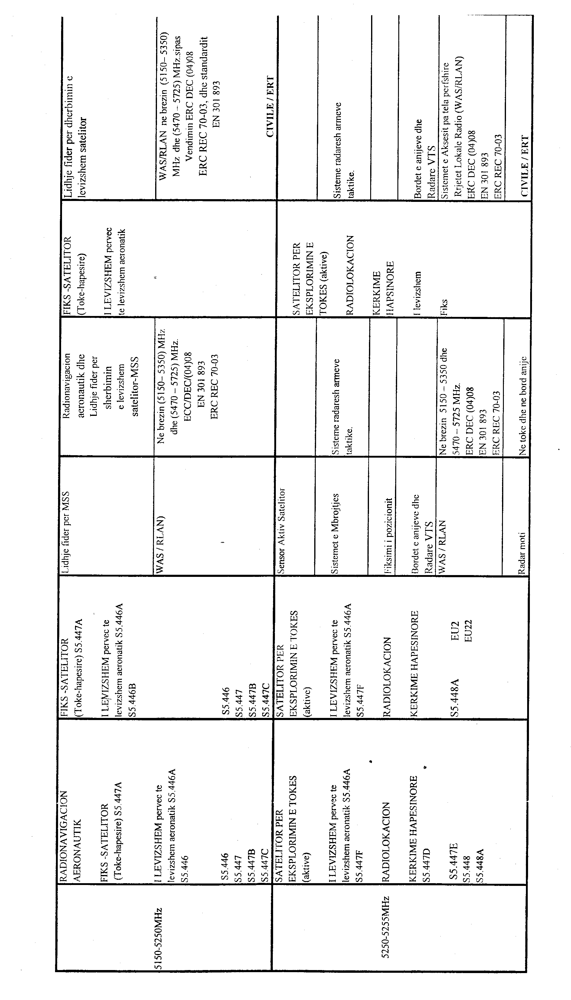 5150-5250MHz
RADIONAVIGACION
AERONAUTIK
FIKS -SATELITOR
(Toke-hapesire) S5.447A
I LEVIZSHEM pervec te
levizshem aeronatik S5.446A
S5.446
S5.446
S5.447
S5.447B
S5.447C
FIKS -SATELITOR
(Toke-hapesire) S5.447A
I LEVIZSHEM pervec te
levizshem aeronatik S5.446A
S5.446B
S5.446
S5.447
S5.447B
S5.447C
Lidhje fider per MSS
WAS / RLAN)
Radionavigacion
aeronautik dhe
Lidhje fider per
sherbimin
e levizshem
satelitor-MSS
Ne brezin (5150– 5350) MHz
dhe (5470 – 5725) MHz.
ECC/DEC/(04)08
EN 301 893
ERC REC 70-03
FIKS -SATELITOR
(Toke-hapesire)
I LEVIZSHEM pervec
te levizshem aeronatik
Lidhje fider per dherbimin e
levizshem satelitor
WAS/RLAN ne brezin (5150– 5350)
MHz dhe (5470 – 5725) MHz.sipas
Vendimin ERC DEC (04)08
ERC REC 70-03, dhe standardit
EN 301 893
CIVILE / ERT
5250-5255MHz
SATELITOR PER
EKSPLORIMIN E TOKES
(aktive)
I LEVIZSHEM pervec te
levizshem aeronatik S5.446A
S5.447F
RADIOLOKACION
KERKIME HAPESINORE
S5.447D
S5.447E
S5.448
S5.448A
SATELITOR PER
EKSPLORIMIN E TOKES
(aktive)
I LEVIZSHEM pervec te
levizshem aeronatik S5.446A
S5.447F
RADIOLOKACION
KERKIME HAPESINORE
S5.448A EU2
EU22
Sensor Aktiv Satelitor
Sistemet e Mbrojtjes
Fiksimi i pozicionit
Bordet e anijeve dhe
Radare VTS
WAS / RLAN
Radar moti
Sisteme radaresh armeve
taktike.
Ne brezin 5150 – 5350 dhe
5470 – 5725 MHz.
ERC DEC (04)08
EN 301 893
ERC REC 70-03
Ne toke dhe ne bord anije
SATELITOR PER
EKSPLORIMIN E
TOKES (aktive)
RADIOLOKACION
KERKIME
HAPSINORE
I levizshem
Fiks
Sisteme radaresh armeve
taktike.
Bordet e anijeve dhe
Radare VTS
Sistemet e Aksesit pa tela perfshire
Rrjetet Lokale Radio (WAS/RLAN)
ERC DEC (04)08
EN 301 893
ERC REC 70-03
CIVILE / ERT